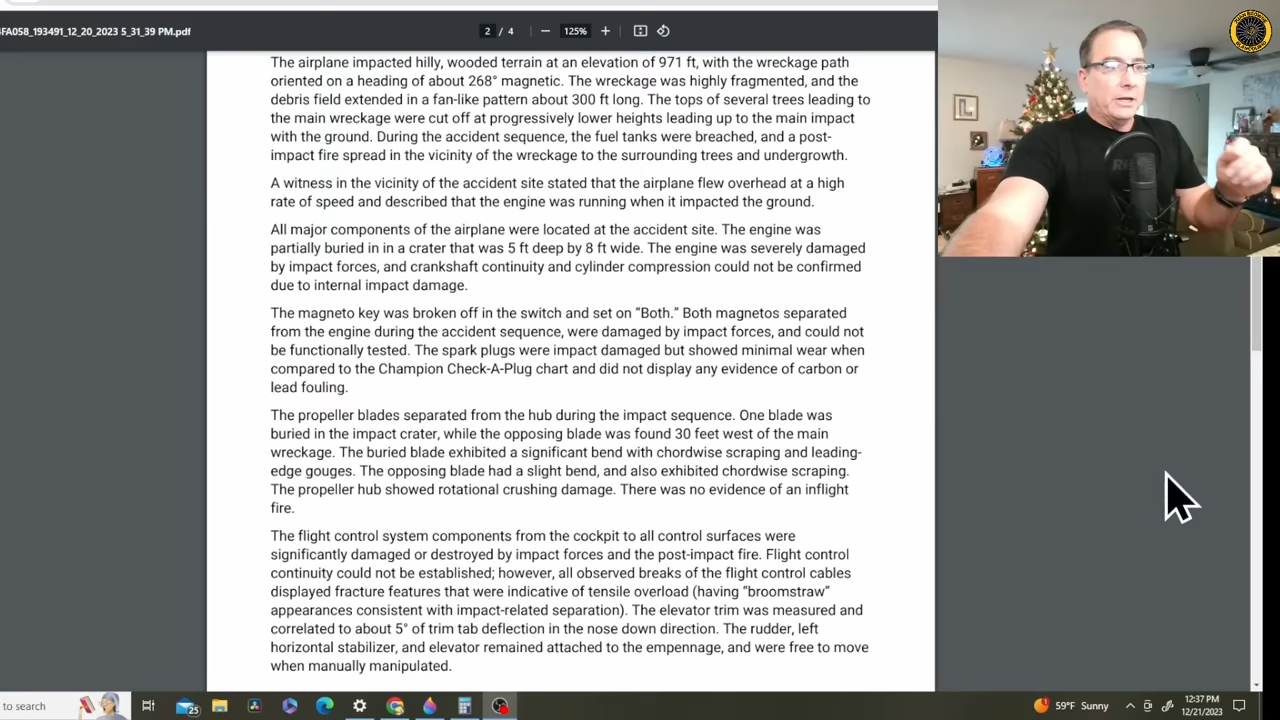 FA058_193491_12_20_2023 5_31_39 PM.pdf
2 / 4
125%
The airplane impacted hilly, wooded terrain at an elevation of 971 ft, with the wreckage path
oriented on a heading of about 268° magnetic. The wreckage was highly fragmented, and the
debris field extended in a fan-like pattern about 300 ft long. The tops of several trees leading to
the main wreckage were cut off at progressively lower heights leading up to the main impact
with the ground. During the accident sequence, the fuel tanks were breached, and a post-
impact fire spread in the vicinity of the wreckage to the surrounding trees and undergrowth.
A witness in the vicinity of the accident site stated that the airplane flew overhead at a high
rate of speed and described that the engine was running when it impacted the ground.
All major components of the airplane were located at the accident site. The engine was
partially buried in in a crater that was 5 ft deep by 8 ft wide. The engine was severely damaged
by impact forces, and crankshaft continuity and cylinder compression could not be confirmed
due to internal impact damage.
The magneto key was broken off in the switch and set on “Both.” Both magnetos separated
from the engine during the accident sequence, were damaged by impact forces, and could not
be functionally tested. The spark plugs were impact damaged but showed minimal wear when
compared to the Champion Check-A-Plug chart and did not display any evidence of carbon or
lead fouling.
The propeller blades separated from the hub during the impact sequence. One blade was
buried in the impact crater, while the opposing blade was found 30 feet west of the main
wreckage. The buried blade exhibited a significant bend with chordwise scraping and leading-
edge gouges. The opposing blade had a slight bend, and also exhibited chordwise scraping.
The propeller hub showed rotational crushing damage. There was no evidence of an inflight
fire.
The flight control system components from the cockpit to all control surfaces were
significantly damaged or destroyed by impact forces and the post-impact fire. Flight control
continuity could not be established; however, all observed breaks of the flight control cables
displayed fracture features that were indicative of tensile overload (having “broomstraw”
appearances consistent with impact-related separation). The elevator trim was measured and
correlated to about 5° of trim tab deflection in the nose down direction. The rudder, left
horizontal stabilizer, and elevator remained attached to the empennage, and were free to move
when manually manipulated.
to search
25
59°F Sunny
12:37 PM
12/21/2023